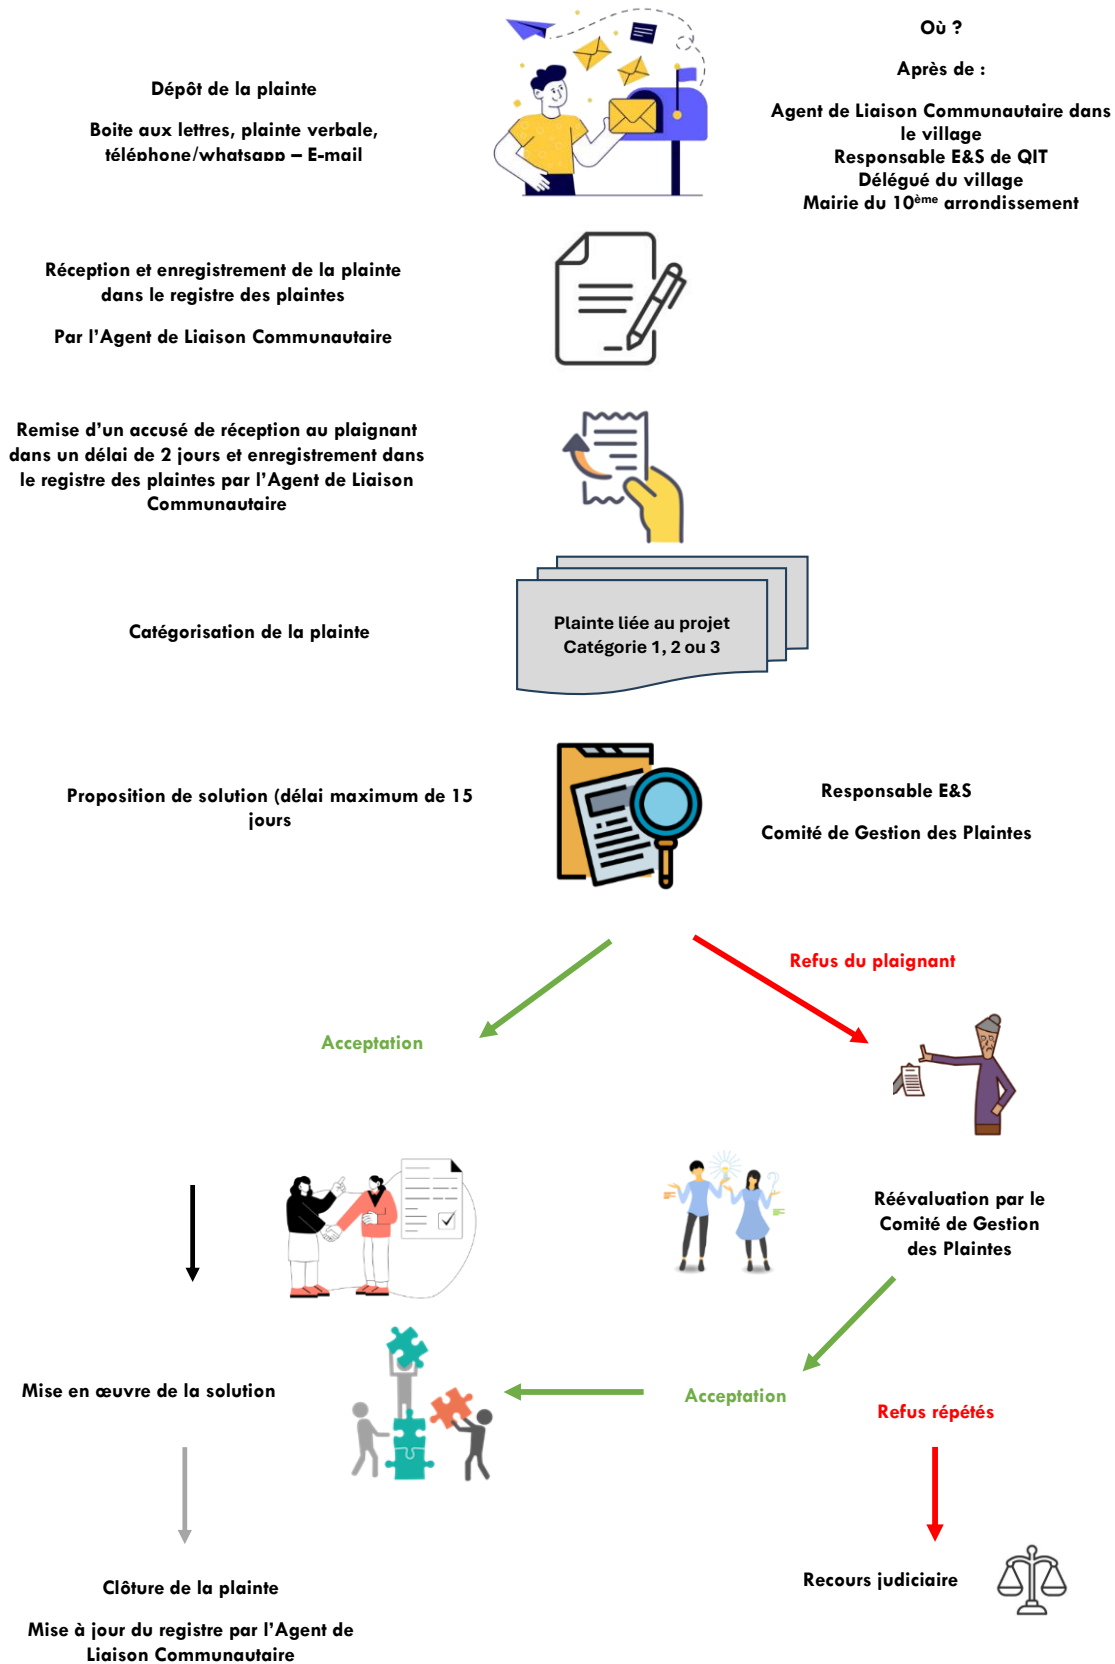 Dépôt de la plainte
Boite aux lettres, plainte verbale,
téléphone/whatsapp – E-mail
Où ?
Après de :
Agent de Liaison Communautaire dans
le village
Responsable E&S de QIT
Délégué du village
Mairie du 10ème arrondissement
Réception et enregistrement de la plainte
dans le registre des plaintes
Par l’Agent de Liaison Communautaire
Remise d’un accusé de réception au plaignant
dans un délai de 2 jours et enregistrement dans
le registre des plaintes par l’Agent de Liaison
Communautaire
Catégorisation de la plainte
Plainte liée au projet
Catégorie 1, 2 ou 3
Proposition de solution (délai maximum de 15
jours
Responsable E&S
Comité de Gestion des Plaintes
Refus du plaignant
Acceptation
Réévaluation par le
Comité de Gestion
des Plaintes
Mise en œuvre de la solution
Acceptation
Refus répétés
Recours judiciaire
Clôture de la plainte
Mise à jour du registre par l’Agent de
Liaison Communautaire